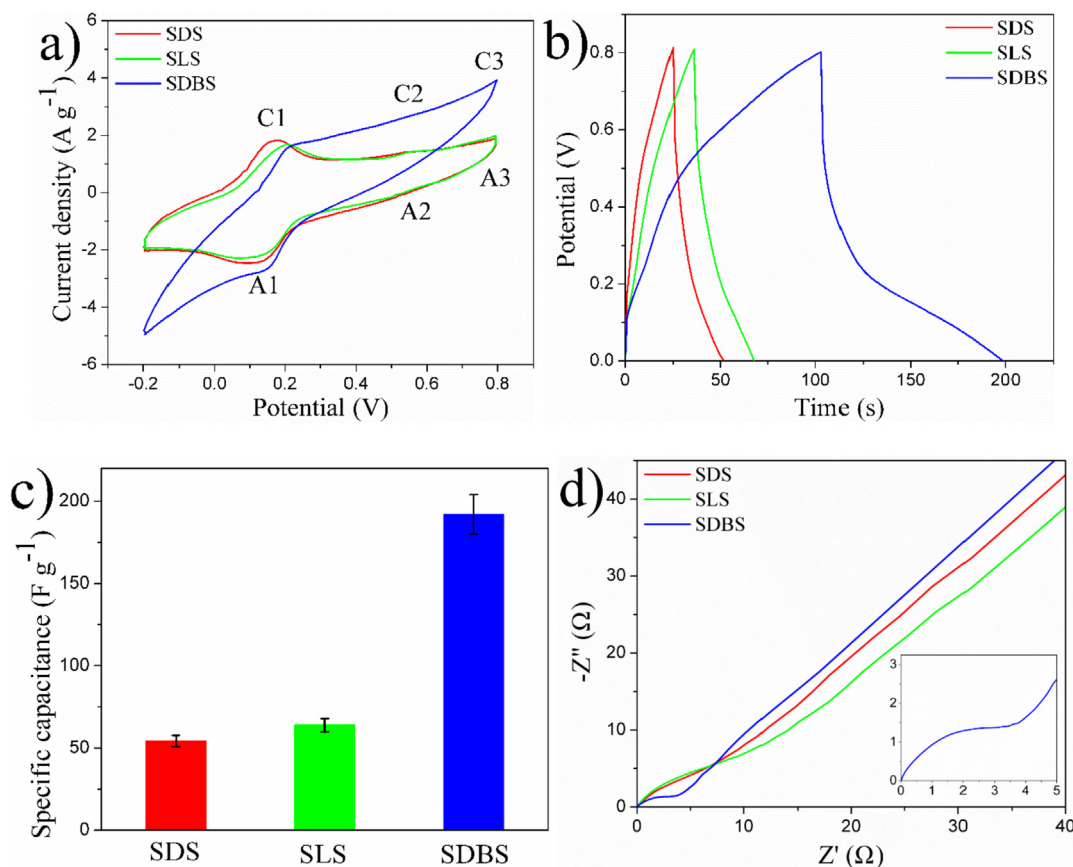 a)
SDS
SLS
SDBS
C1
C2
C3
A1
A2
A3
6
4
2
0
-2
-4
-6
-0.2
0.0
0.2
0.4
0.6
0.8
Current density (A g⁻¹)
Potential (V)
b)
SDS
SLS
SDBS
0.8
0.6
0.4
0.2
0.0
0
50
100
150
200
Potential (V)
Time (s)
c)
200
150
100
50
0
SDS
SLS
SDBS
Specific capacitance (F g⁻¹)
d)
SDS
SLS
SDBS
40
30
20
10
0
0
10
20
30
40
-Z" (Ω)
Z' (Ω)
3
2
1
0
0
1
2
3
4
5